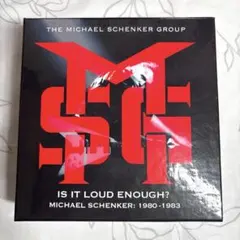 THE MICHAEL SCHENKER GROUP
MSG
IS IT LOUD ENOUGH?
MICHAEL SCHENKER: 1980-1983